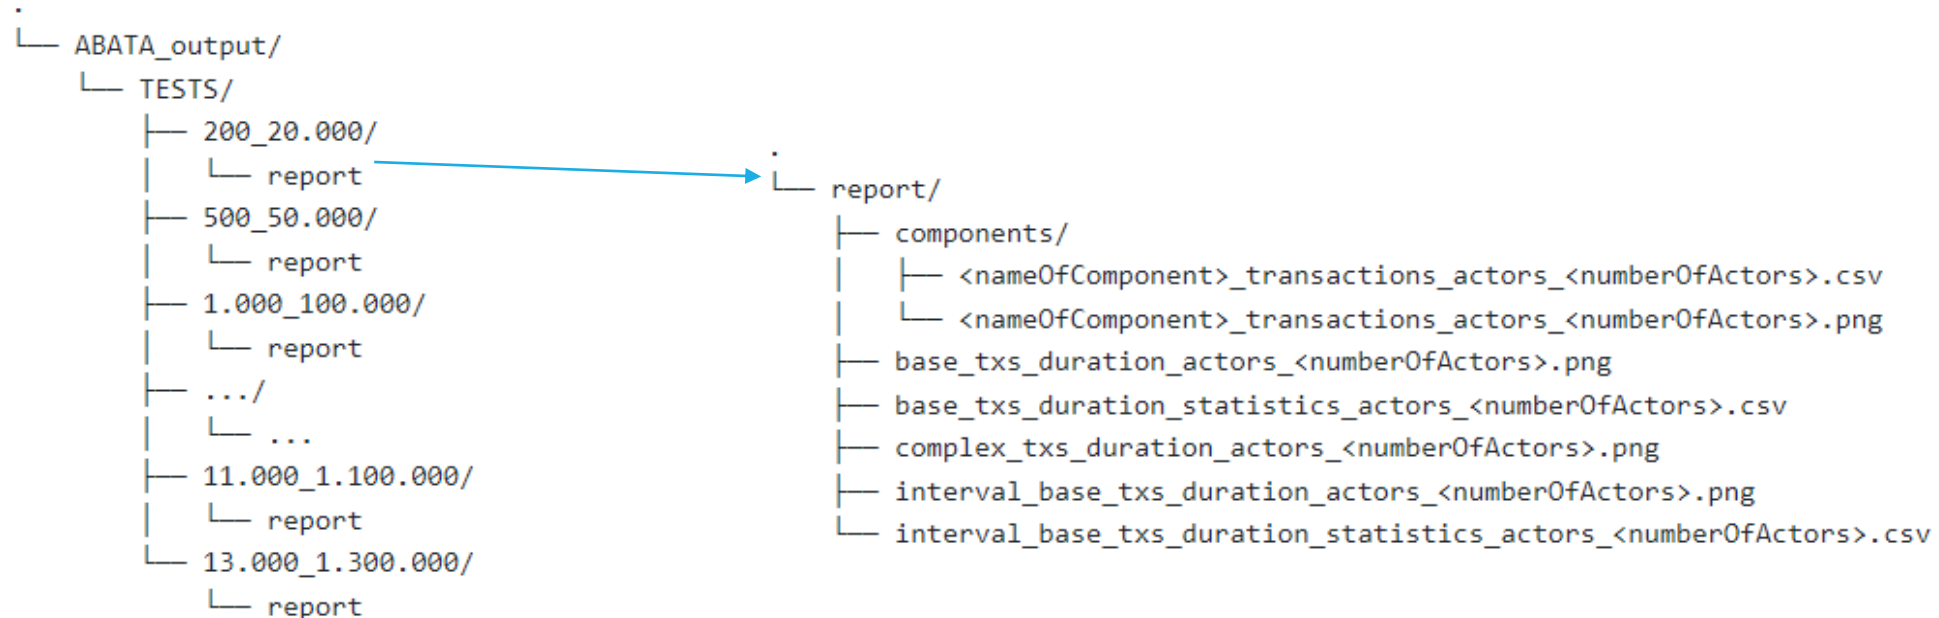 .
└── ABATA_output/
    └── TESTS/
        ├── 200_20.000/
        │   └── report
        ├── 500_50.000/
        │   └── report
        ├── 1.000_100.000/
        │   └── report
        ├── .../
        │   └── ...
        ├── 11.000_1.100.000/
        │   └── report
        └── 13.000_1.300.000/
            └── report
.
└── report/
    ├── components/
    │   ├── <nameOfComponent>_transactions_actors_<numberOfActors>.csv
    │   └── <nameOfComponent>_transactions_actors_<numberOfActors>.png
    ├── base_txs_duration_actors_<numberOfActors>.png
    ├── base_txs_duration_statistics_actors_<numberOfActors>.csv
    ├── complex_txs_duration_actors_<numberOfActors>.png
    ├── interval_base_txs_duration_actors_<numberOfActors>.png
    └── interval_base_txs_duration_statistics_actors_<numberOfActors>.csv